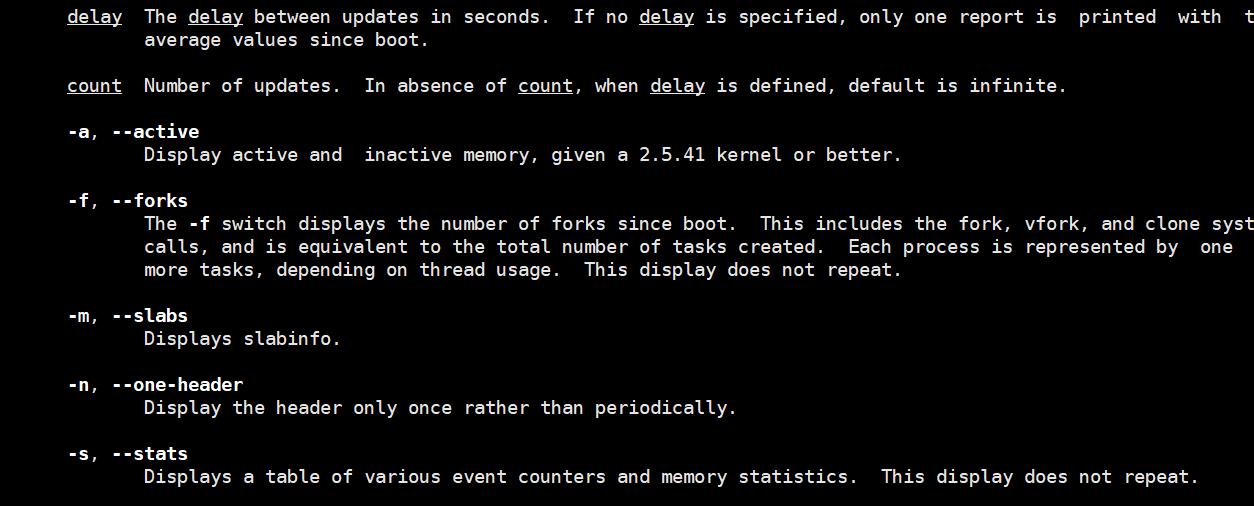 delay  The delay between updates in seconds.  If no delay is specified, only one report is  printed  with
average values since boot.
count  Number of updates.  In absence of count, when delay is defined, default is infinite.
-a, --active
Display active and  inactive memory, given a 2.5.41 kernel or better.
-f, --forks
The -f switch displays the number of forks since boot.  This includes the fork, vfork, and clone syst
calls, and is equivalent to the total number of tasks created.  Each process is represented by  one
more tasks, depending on thread usage.  This display does not repeat.
-m, --slabs
Displays slabinfo.
-n, --one-header
Display the header only once rather than periodically.
-s, --stats
Displays a table of various event counters and memory statistics.  This display does not repeat.